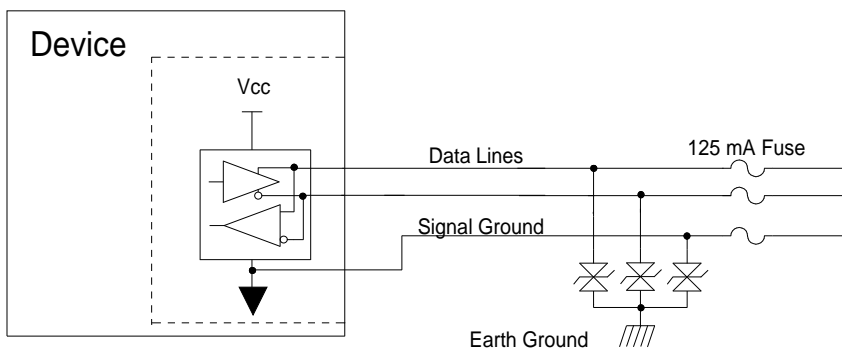 Device
Vcc
Data Lines
125 mA Fuse
Signal Ground
Earth Ground